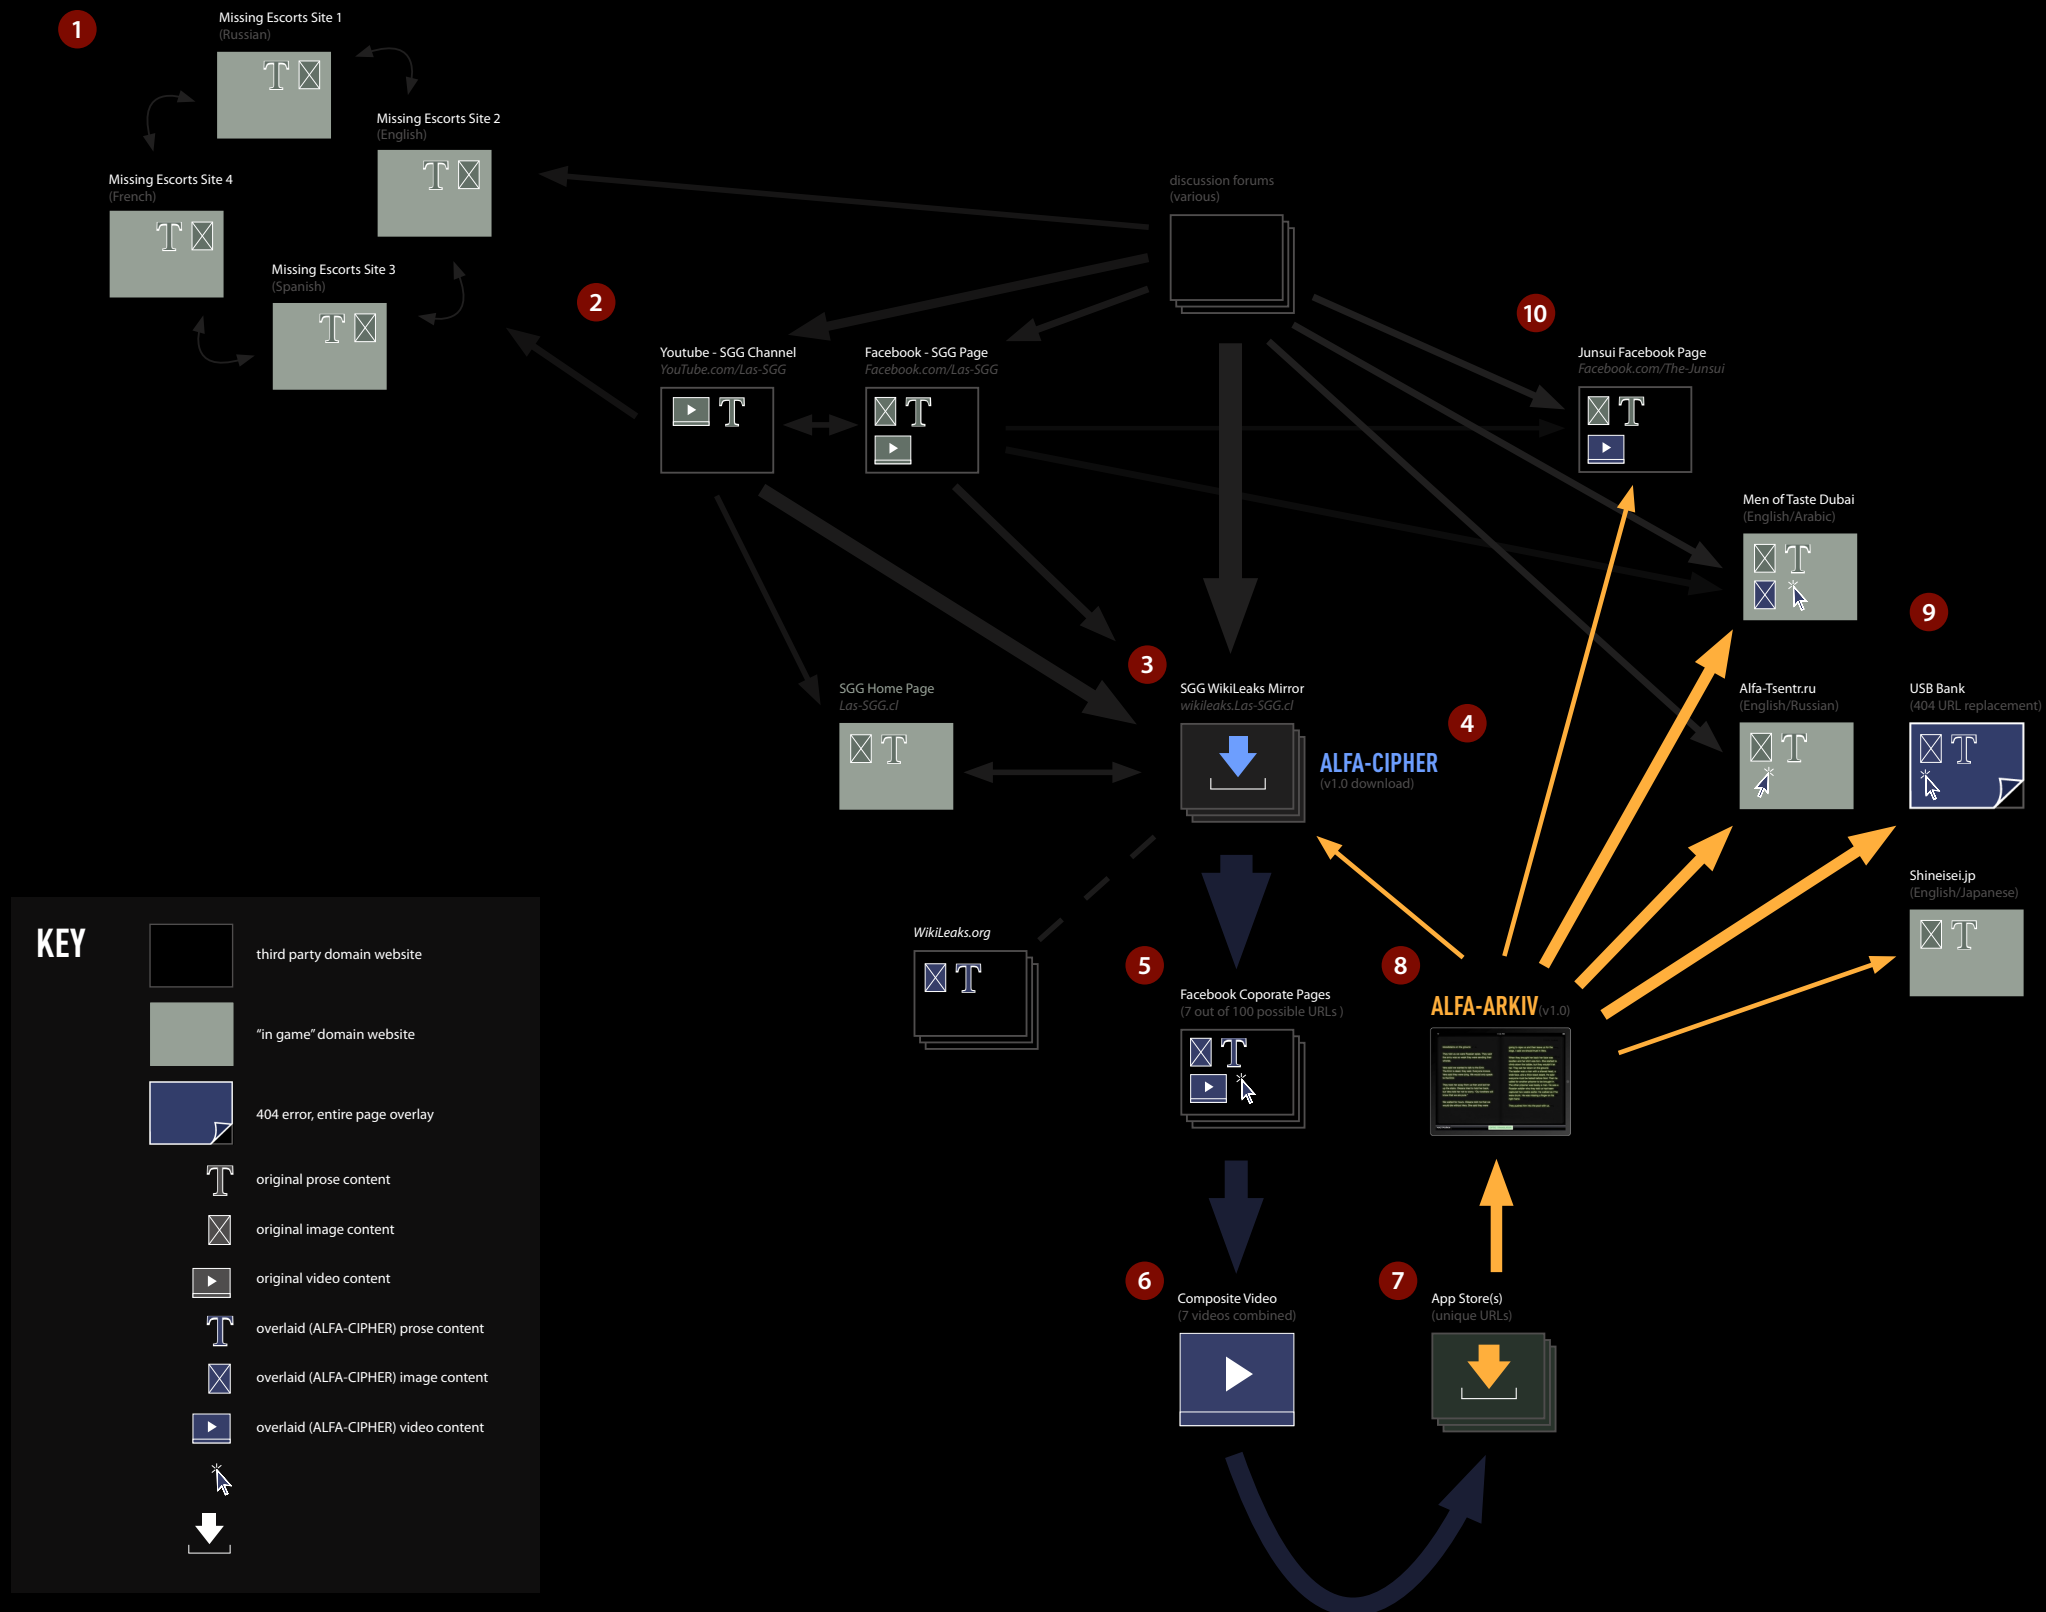 1
Missing Escorts Site 1
(Russian)
Missing Escorts Site 2
(English)
Missing Escorts Site 4
(French)
Missing Escorts Site 3
(Spanish)
discussion forums
(various)
2
Youtube - SGG Channel
YouTube.com/Las-SGG
Facebook - SGG Page
Facebook.com/Las-SGG
10
Junsui Facebook Page
Facebook.com/The-Junsui
Men of Taste Dubai
(English/Arabic)
9
3
SGG Home Page
Las-SGG.cl
SGG WikiLeaks Mirror
wikileaks.Las-SGG.cl
4
ALFA-CIPHER
(v1.0 download)
Alfa-Tsentr.ru
(English/Russian)
USB Bank
(404 URL replacement)
Shineisei.jp
(English/Japanese)
WikiLeaks.org
5
Facebook Coporate Pages
(7 out of 100 possible URLs )
8
ALFA-ARKIV (v1.0)
6
Composite Video
(7 videos combined)
7
App Store(s)
(unique URLs)
KEY
third party domain website
“in game” domain website
404 error, entire page overlay
T original prose content
original image content
original video content
T overlaid (ALFA-CIPHER) prose content
overlaid (ALFA-CIPHER) image content
overlaid (ALFA-CIPHER) video content